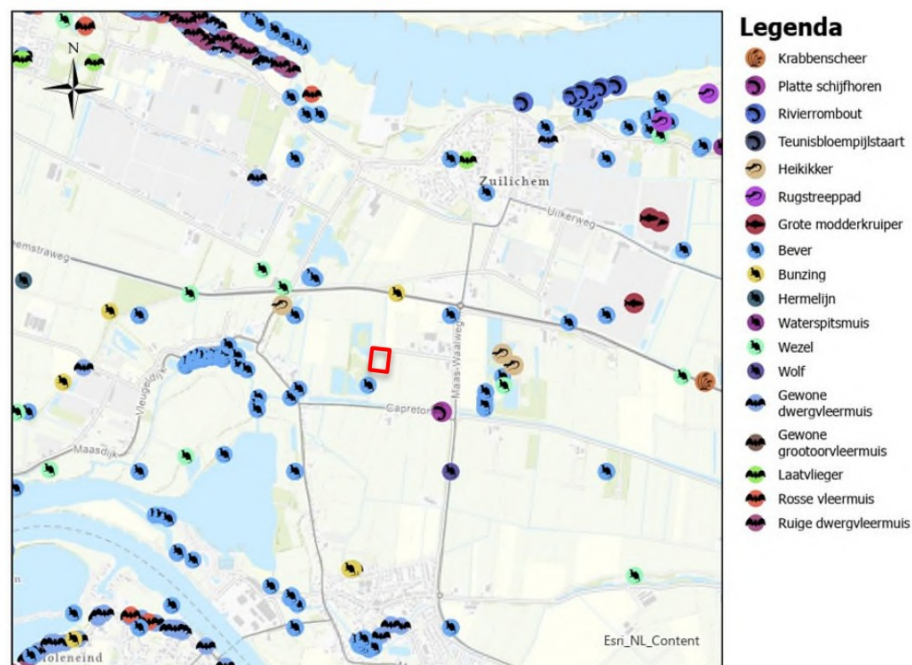 N
Zuilichem
Uilkerweg
eemstraweg
Maas-Waalweg
Vleugeldijk
Capreton
Maasdijk
Esri_NL_Content
Legenda
Krabbenscheer
Platte schijfhoren
Rivierrombout
Teunisbloempijlstaart
Heikikker
Rugstreeppad
Grote modderkruiper
Bever
Bunzing
Hermelijn
Waterspitsmuis
Wezel
Wolf
Gewone
dwergvleermuis
Gewone
grootoorvleermuis
Laatvlieger
Rosse vleermuis
Ruige dwergvleermuis